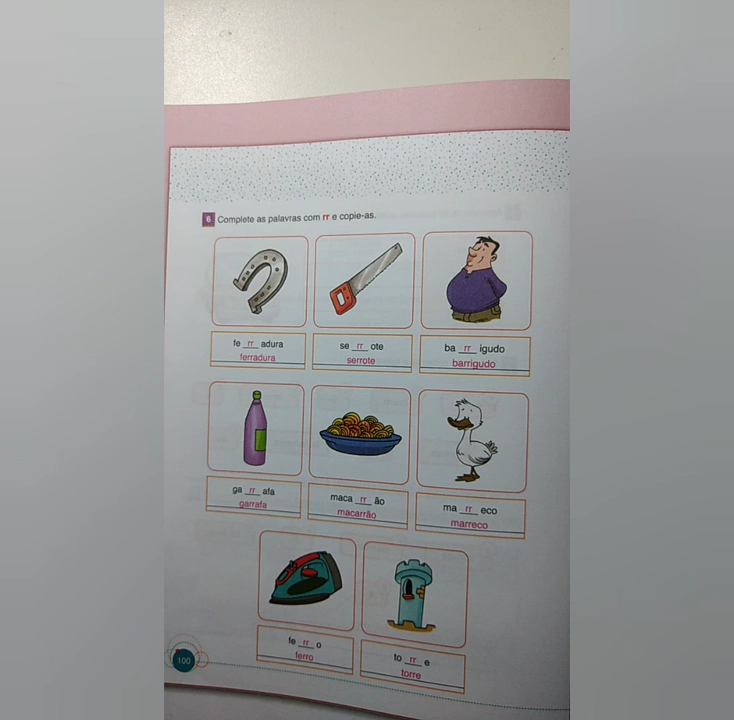 6 Complete as palavras com rr e copie-as.
fe rr adura
ferradura
se rr ote
serrote
ba rr igudo
barrigudo
ga rr afa
garrafa
maca rr ão
macarrão
ma rr eco
marreco
fe rr o
ferro
to rr e
torre
100